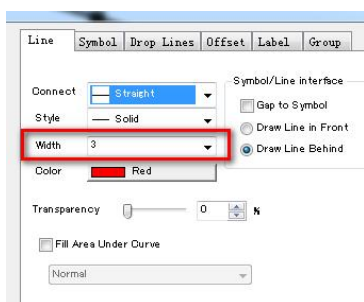 Line Symbol Drop Lines Offset Label Group
Symbol/Line interface
Connect Straight
Gap to Symbol
Style Solid
Draw Line in Front
Width 3
Draw Line Behind
Color Red
Transparency 0 %
Fill Area Under Curve
Normal